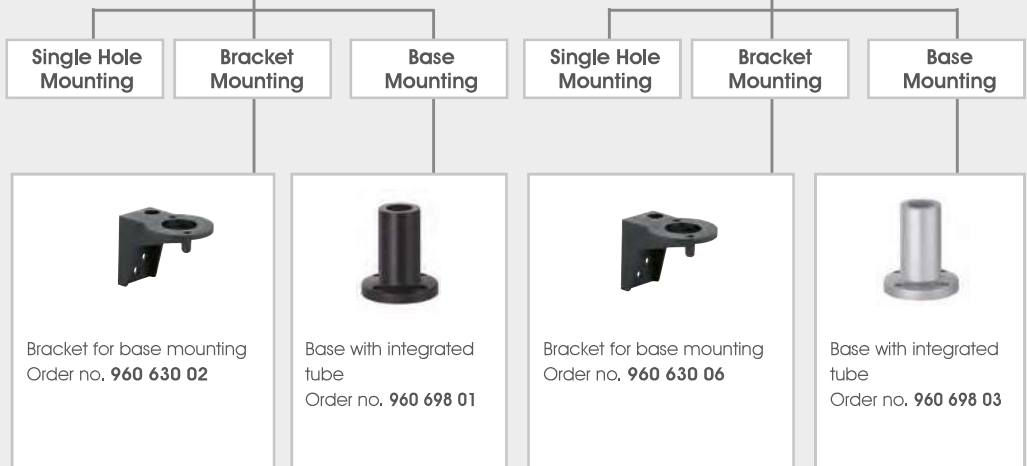 Single Hole
Mounting
Bracket
Mounting
Base
Mounting
Single Hole
Mounting
Bracket
Mounting
Base
Mounting
Bracket for base mounting
Order no. 960 630 02
Base with integrated
tube
Order no. 960 698 01
Bracket for base mounting
Order no. 960 630 06
Base with integrated
tube
Order no. 960 698 03